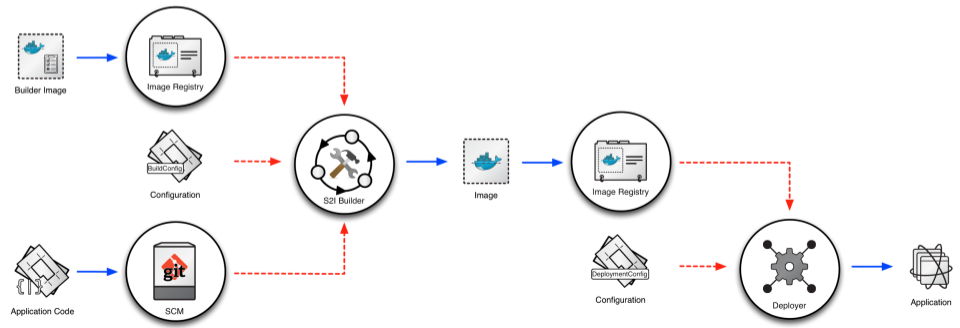 Builder Image
Image Registry
BuildConfig
Configuration
S2I Builder
Image
Image Registry
{|}
Application Code
git
SCM
DeploymentConfig
Configuration
Deployer
Application